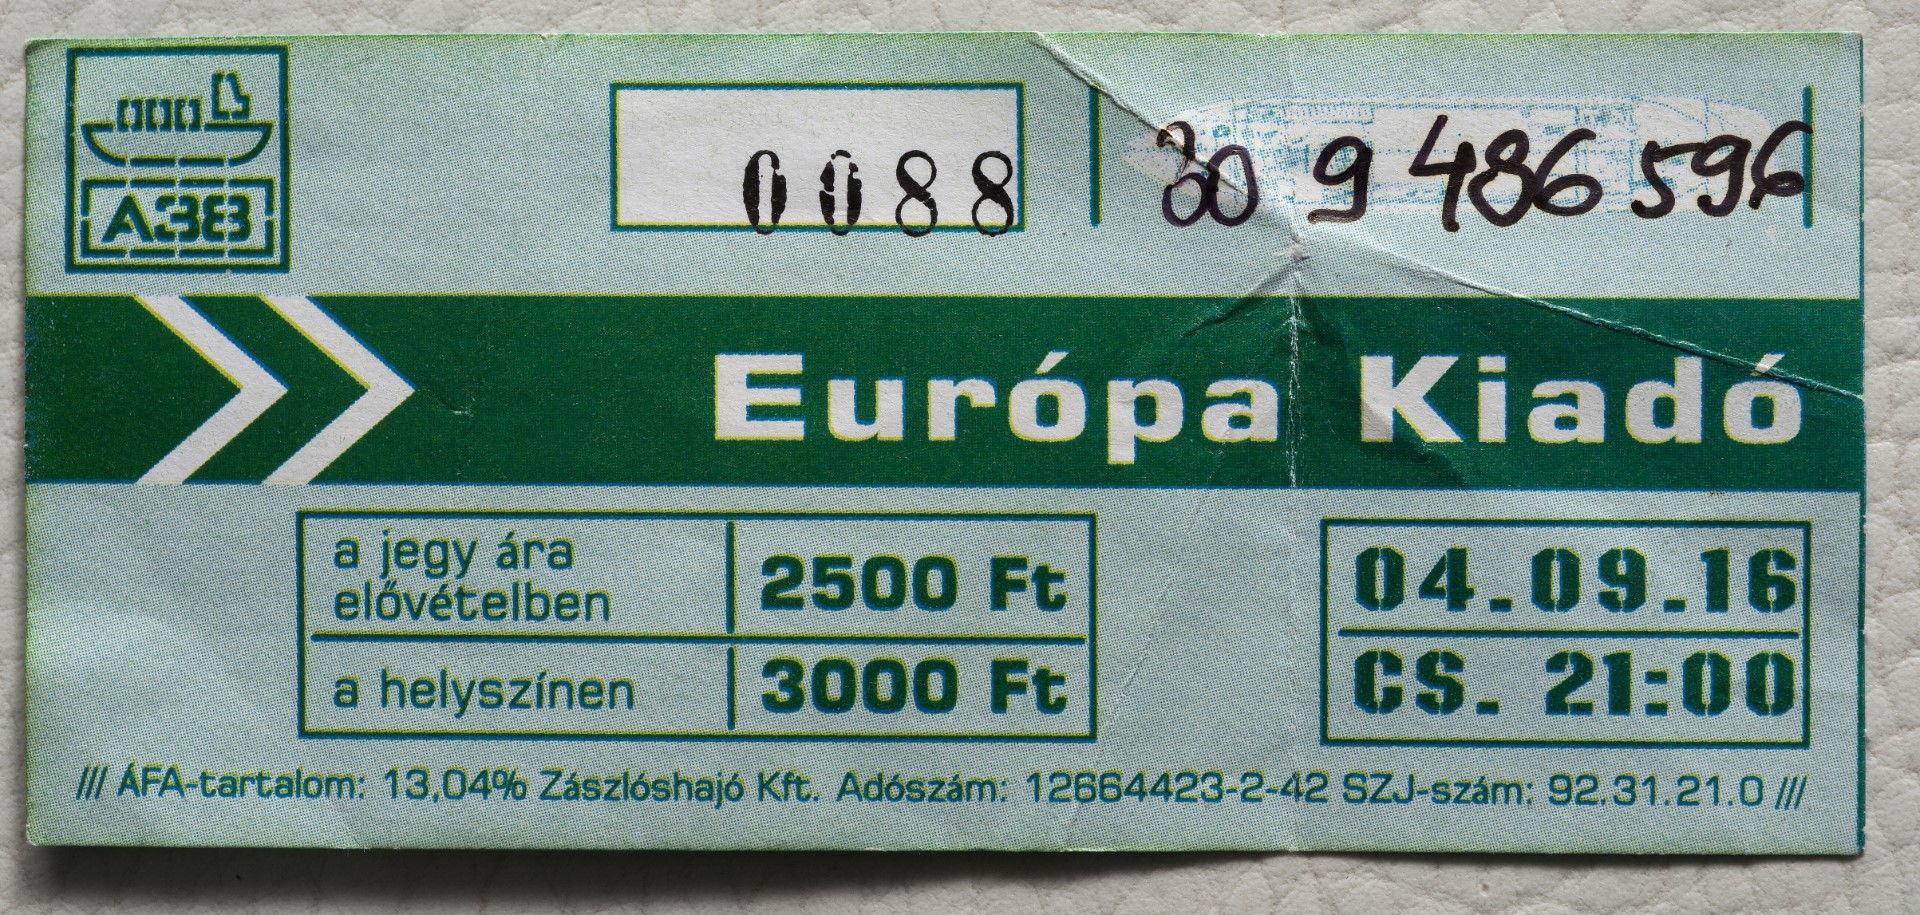 A38
0088
30 9 486 596
Európa Kiadó
a jegy ára
elővételben
2500 Ft
a helyszínen
3000 Ft
04.09.16
CS. 21:00
/// ÁFA-tartalom: 13,04% Zászlóshajó Kft. Adószám: 12664423-2-42 SZJ-szám: 92.31.21.0 ///